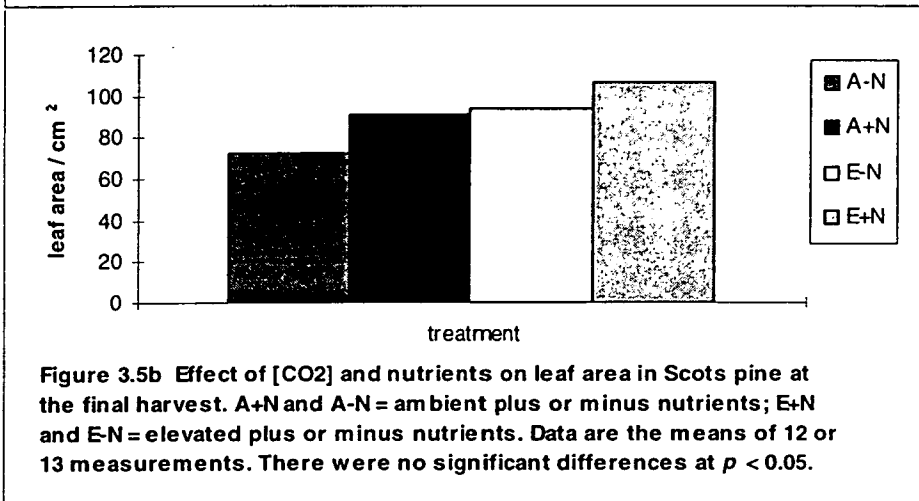 120
100
80
60
40
20
0
leaf area / cm ²
treatment
A-N
A+N
E-N
E+N
Figure 3.5b Effect of [CO2] and nutrients on leaf area in Scots pine at
the final harvest. A+N and A-N = ambient plus or minus nutrients; E+N
and E-N = elevated plus or minus nutrients. Data are the means of 12 or
13 measurements. There were no significant differences at p < 0.05.